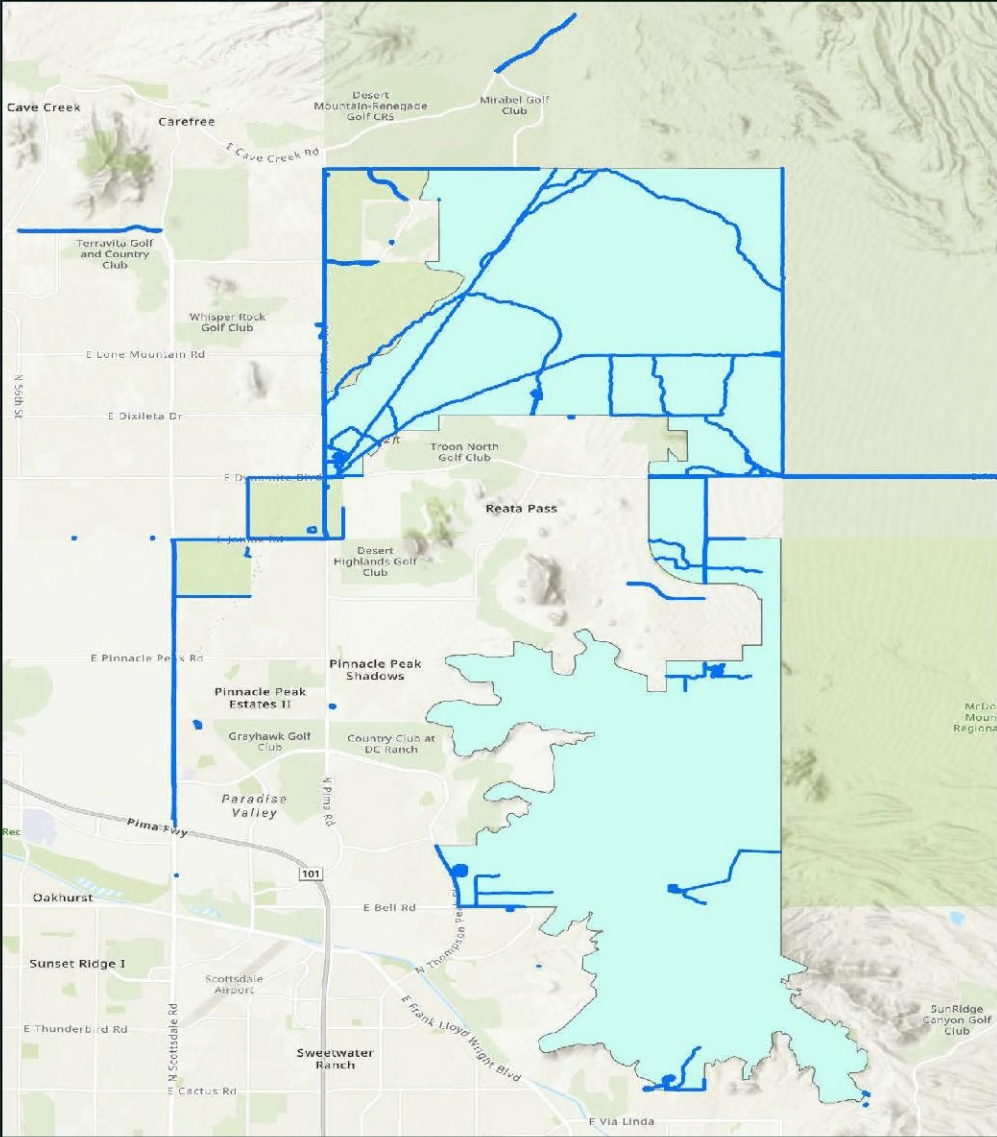 Cave Creek
Carefree
Desert
Mountain-Renegade
Golf CRS
Mirabel Golf
Club
E Cave Creek Rd
Terravita Golf
and Country
Club
Whisper Rock
Golf Club
E Lone Mountain Rd
N 56th St
E Dixileta Dr
Troon North
Golf Club
E Dynamite Blvd
Reata Pass
Desert
Highlands Golf
Club
E Pinnacle Peak Rd
Pinnacle Peak
Shadows
Pinnacle Peak
Estates II
McDo
Moun
Regiona
Grayhawk Golf
Club
Country Club at
DC Ranch
N Pima Rd
Paradise
Valley
Pima Fwy
Rec
101
Oakhurst
E Bell Rd
Sunset Ridge I
N Thompson Peak
Scottsdale
Airport
E Frank Lloyd Wright Blvd
SunRidge
Canyon Golf
Club
E Thunderbird Rd
N Scottsdale Rd
Sweetwater
Ranch
E Cactus Rd
E Via Linda